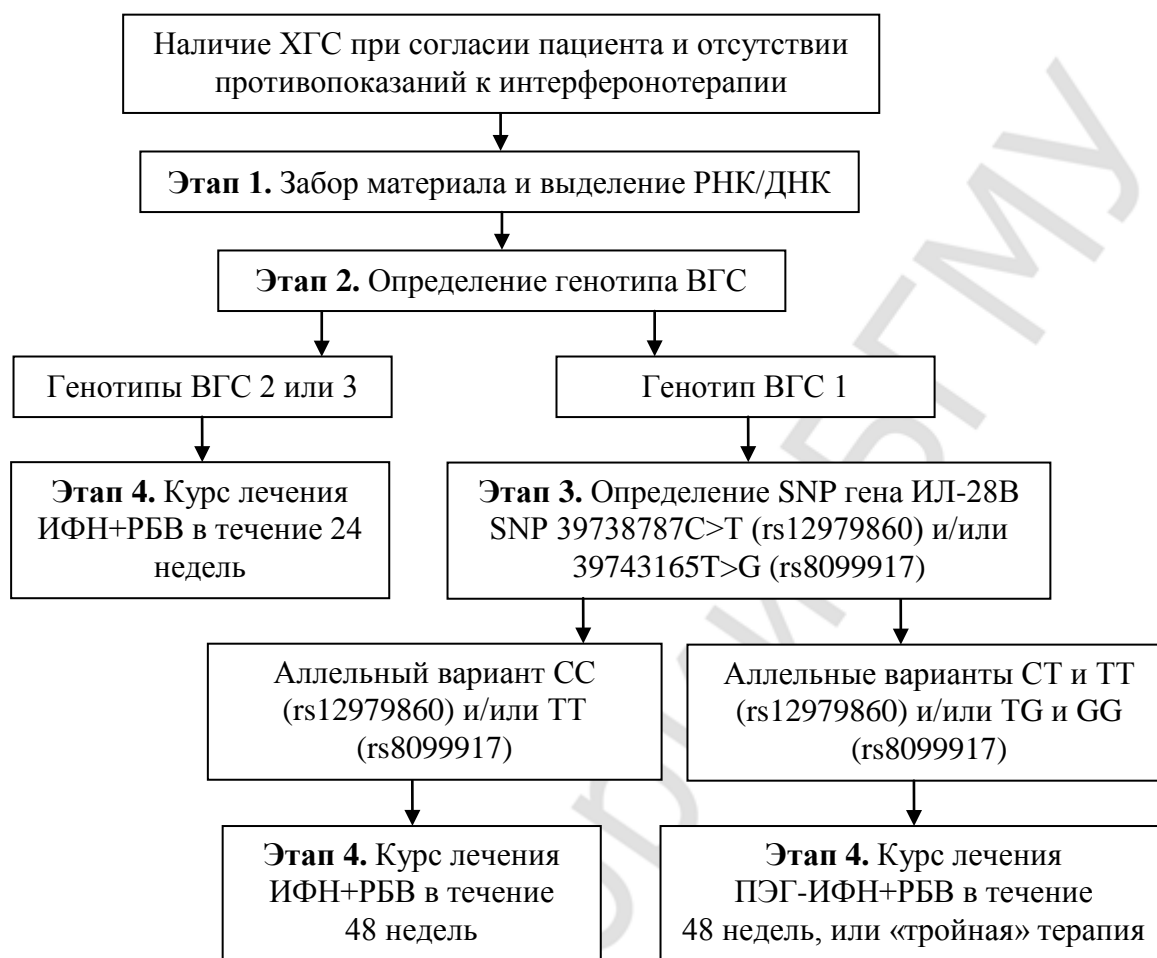 Наличие ХГС при согласии пациента и отсутствии
противопоказаний к интерферонотерапии
Этап 1. Забор материала и выделение РНК/ДНК
Этап 2. Определение генотипа ВГС
Генотипы ВГС 2 или 3
Генотип ВГС 1
Этап 4. Курс лечения
ИФН+РБВ в течение 24
недель
Этап 3. Определение SNP гена ИЛ-28В
SNP 39738787C>T (rs12979860) и/или
39743165T>G (rs8099917)
Аллельный вариант СС
(rs12979860) и/или ТТ
(rs8099917)
Аллельные варианты СТ и ТТ
(rs12979860) и/или TG и GG
(rs8099917)
Этап 4. Курс лечения
ИФН+РБВ в течение
48 недель
Этап 4. Курс лечения
ПЭГ-ИФН+РБВ в течение
48 недель, или «тройная» терапия
БГМУ